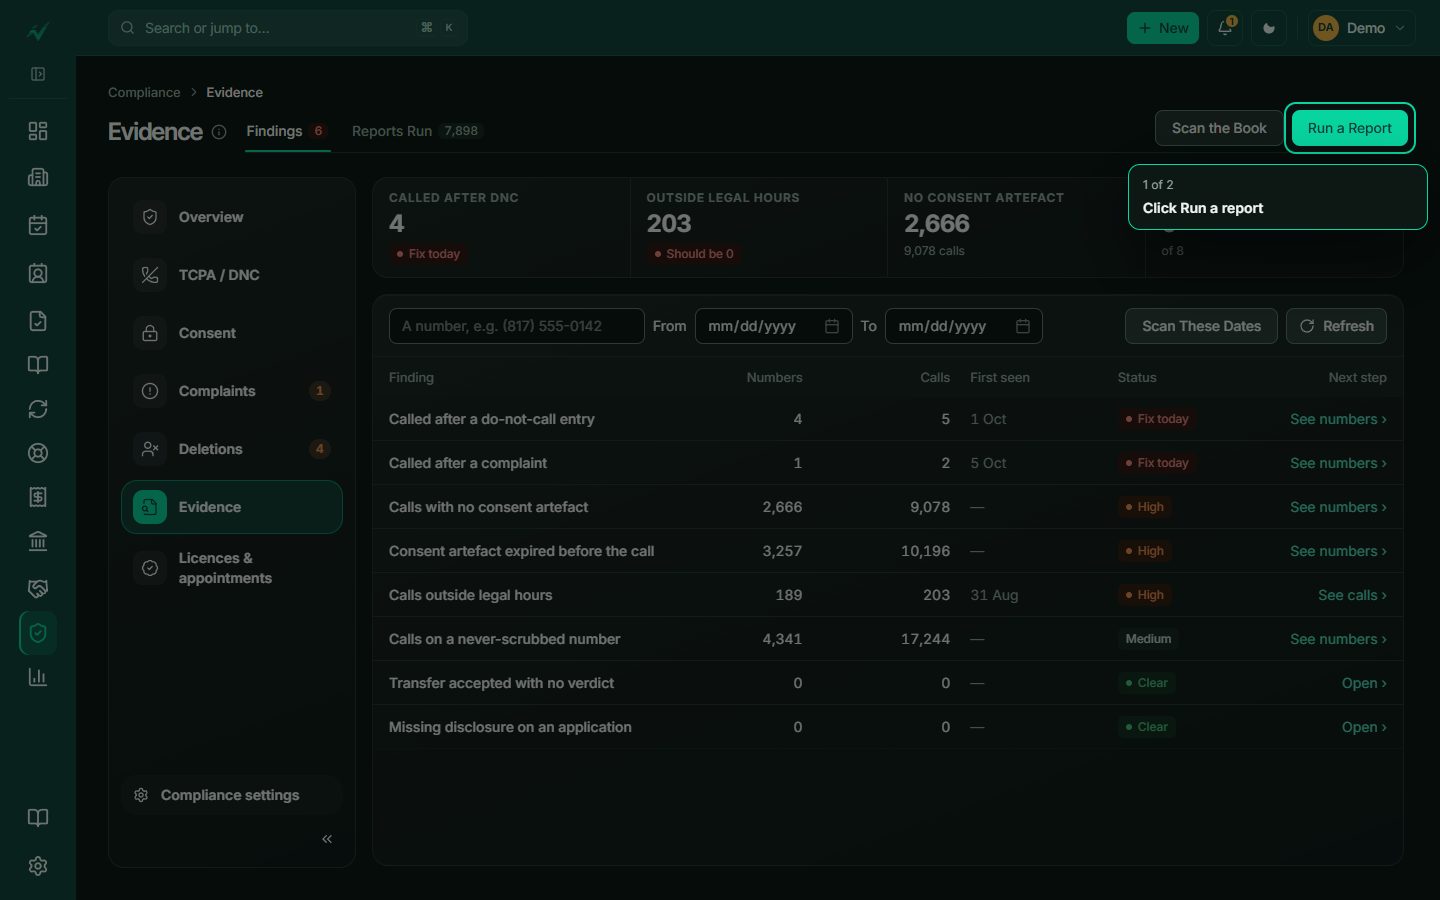 Search or jump to...
⌘ K
New
1
DA
Demo
Compliance > Evidence
Evidence
Findings 6
Reports Run 7,898
Scan the Book
Run a Report
1 of 2
Click Run a report
Overview
TCPA / DNC
Consent
Complaints 1
Deletions 4
Evidence
Licences &
appointments
Compliance settings
CALLED AFTER DNC
4
Fix today
OUTSIDE LEGAL HOURS
203
Should be 0
NO CONSENT ARTEFACT
2,666
9,078 calls
of 8
A number, e.g. (817) 555-0142
From
mm/dd/yyyy
To
mm/dd/yyyy
Scan These Dates
Refresh
Finding Numbers Calls First seen Status Next step
Called after a do-not-call entry 4 5 1 Oct Fix today See numbers ›
Called after a complaint 1 2 5 Oct Fix today See numbers ›
Calls with no consent artefact 2,666 9,078 — High See numbers ›
Consent artefact expired before the call 3,257 10,196 — High See numbers ›
Calls outside legal hours 189 203 31 Aug High See calls ›
Calls on a never-scrubbed number 4,341 17,244 — Medium See numbers ›
Transfer accepted with no verdict 0 0 — Clear Open ›
Missing disclosure on an application 0 0 — Clear Open ›